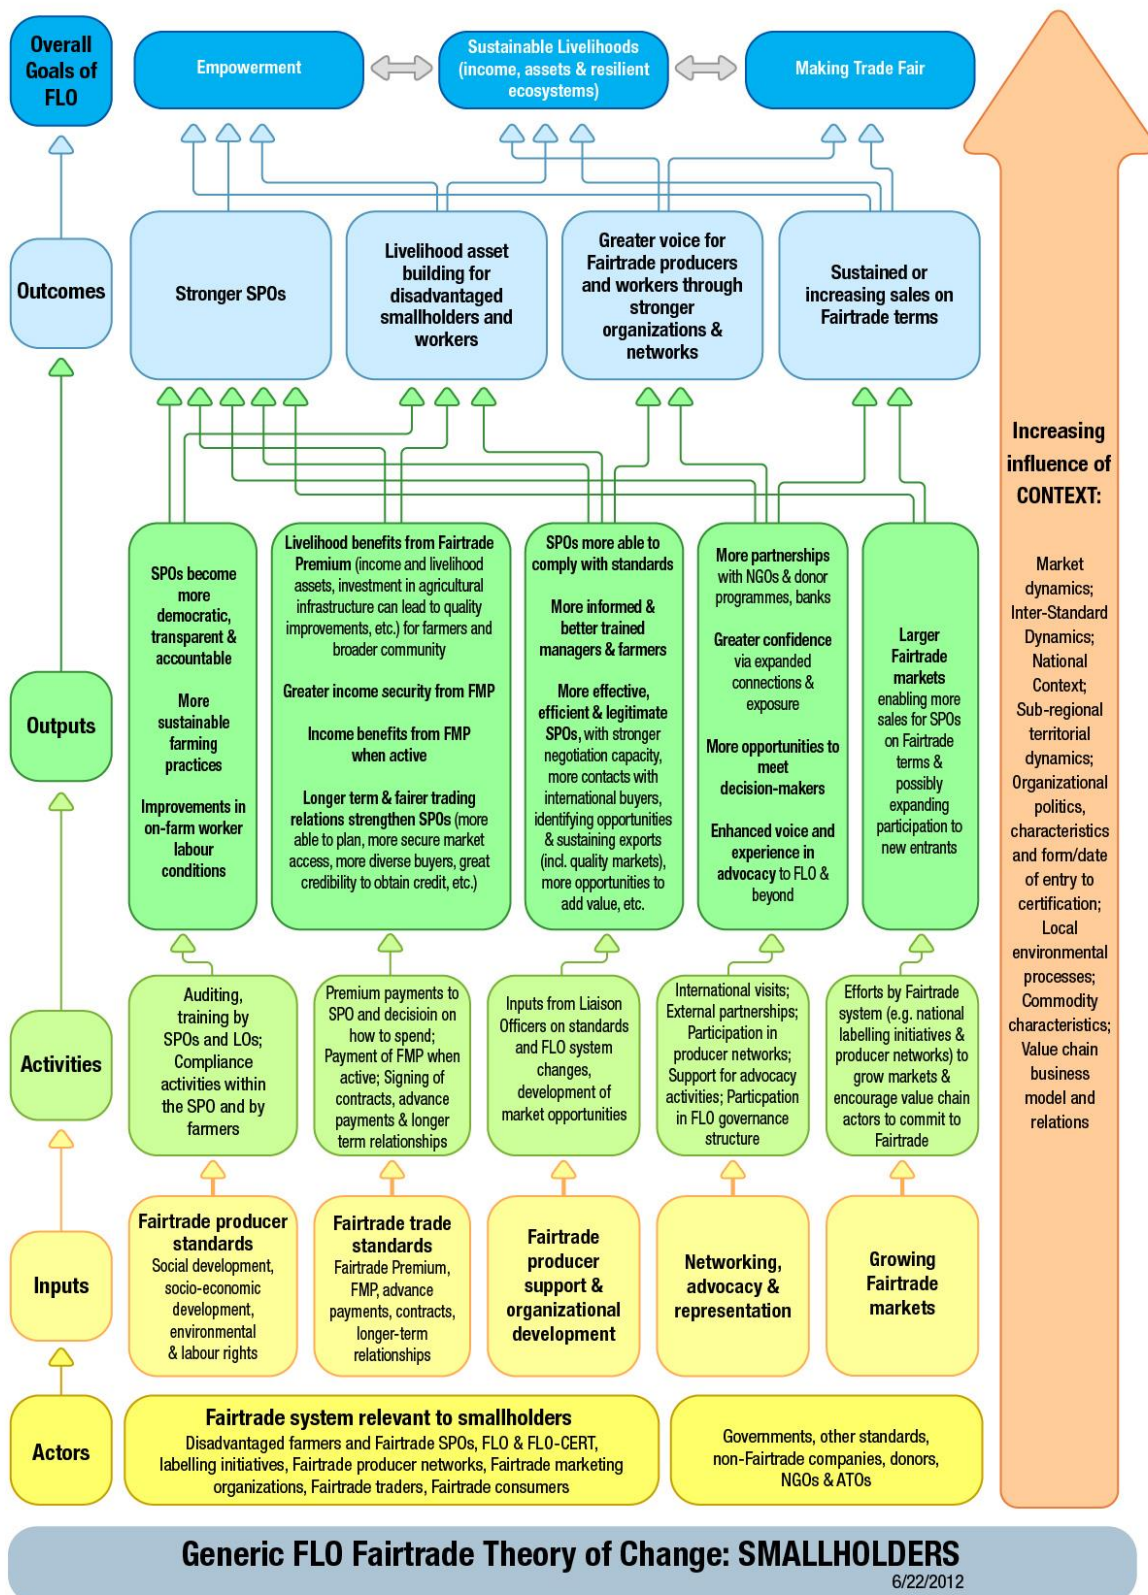 Overall
Goals of
FLO
Empowerment
Sustainable Livelihoods
(income, assets & resilient
ecosystems)
Making Trade Fair
Outcomes
Stronger SPOs
Livelihood asset
building for
disadvantaged
smallholders and
workers
Greater voice for
Fairtrade producers
and workers through
stronger
organizations &
networks
Sustained or
increasing sales on
Fairtrade terms
Outputs
SPOs become
more
democratic,
transparent &
accountable
More
sustainable
farming
practices
Improvements in
on-farm worker
labour
conditions
Livelihood benefits from Fairtrade
Premium (income and livelihood
assets, investment in agricultural
infrastructure can lead to quality
improvements, etc.) for farmers and
broader community
Greater income security from FMP
Income benefits from FMP
when active
Longer term & fairer trading
relations strengthen SPOs (more
able to plan, more secure market
access, more diverse buyers, great
credibility to obtain credit, etc.)
SPOs more able to
comply with standards
More informed &
better trained
managers & farmers
More effective,
efficient & legitimate
SPOs, with stronger
negotiation capacity,
more contacts with
international buyers,
identifying opportunities
& sustaining exports
(incl. quality markets),
more opportunities to
add value, etc.
More partnerships
with NGOs & donor
programmes, banks
Greater confidence
via expanded
connections &
exposure
More opportunities to
meet
decision-makers
Enhanced voice and
experience in
advocacy to FLO &
beyond
Larger
Fairtrade
markets
enabling more
sales for SPOs
on Fairtrade
terms &
possibly
expanding
participation to
new entrants
Activities
Auditing,
training by
SPOs and LOs;
Compliance
activities within
the SPO and by
farmers
Premium payments to
SPO and decisioin on
how to spend;
Payment of FMP when
active; Signing of
contracts, advance
payments & longer
term relationships
Inputs from Liaison
Officers on standards
and FLO system
changes,
development of
market opportunities
International visits;
External partnerships;
Participation in
producer networks;
Support for advocacy
activities; Particpation
in FLO governance
structure
Efforts by Fairtrade
system (e.g. national
labelling initiatives &
producer networks) to
grow markets &
encourage value chain
actors to commit to
Fairtrade
Inputs
Fairtrade producer
standards
Social development,
socio-economic
development,
environmental
& labour rights
Fairtrade trade
standards
Fairtrade Premium,
FMP, advance
payments, contracts,
longer-term
relationships
Fairtrade
producer
support &
organizational
development
Networking,
advocacy &
representation
Growing
Fairtrade
markets
Actors
Fairtrade system relevant to smallholders
Disadvantaged farmers and Fairtrade SPOs, FLO & FLO-CERT,
labelling initiatives, Fairtrade producer networks, Fairtrade marketing
organizations, Fairtrade traders, Fairtrade consumers
Governments, other standards,
non-Fairtrade companies, donors,
NGOs & ATOs
Increasing
influence of
CONTEXT:
Market
dynamics;
Inter-Standard
Dynamics;
National
Context;
Sub-regional
territorial
dynamics;
Organizational
politics,
characteristics
and form/date
of entry to
certification;
Local
environmental
processes;
Commodity
characteristics;
Value chain
business
model and
relations
Generic FLO Fairtrade Theory of Change: SMALLHOLDERS
6/22/2012